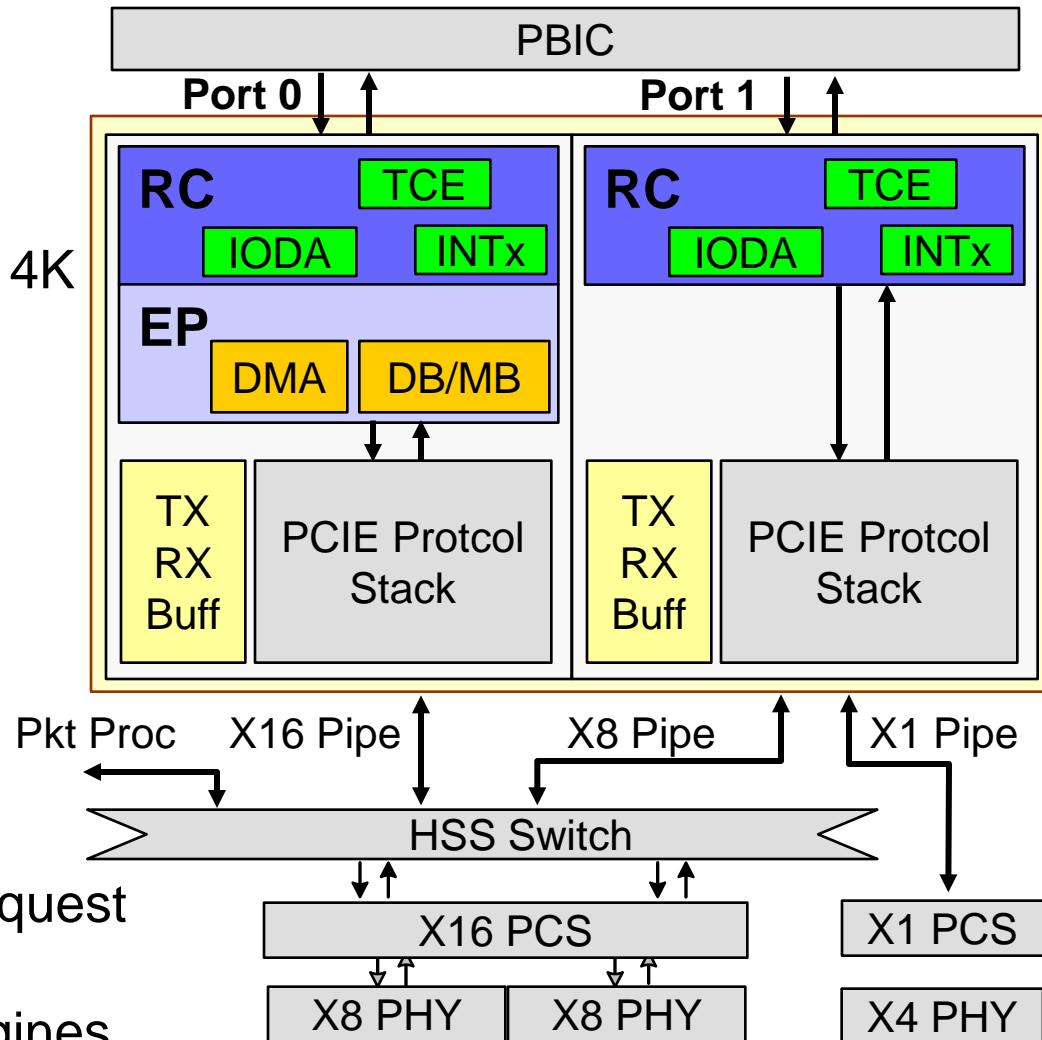 PBIC
Port 0
Port 1
RC
TCE
IODA
INTx
RC
TCE
IODA
INTx
4K
EP
DMA
DB/MB
TX
RX
Buff
PCIE Protcol
Stack
TX
RX
Buff
PCIE Protcol
Stack
Pkt Proc
X16 Pipe
X8 Pipe
X1 Pipe
HSS Switch
quest
X16 PCS
X1 PCS
gines
X8 PHY
X8 PHY
X4 PHY